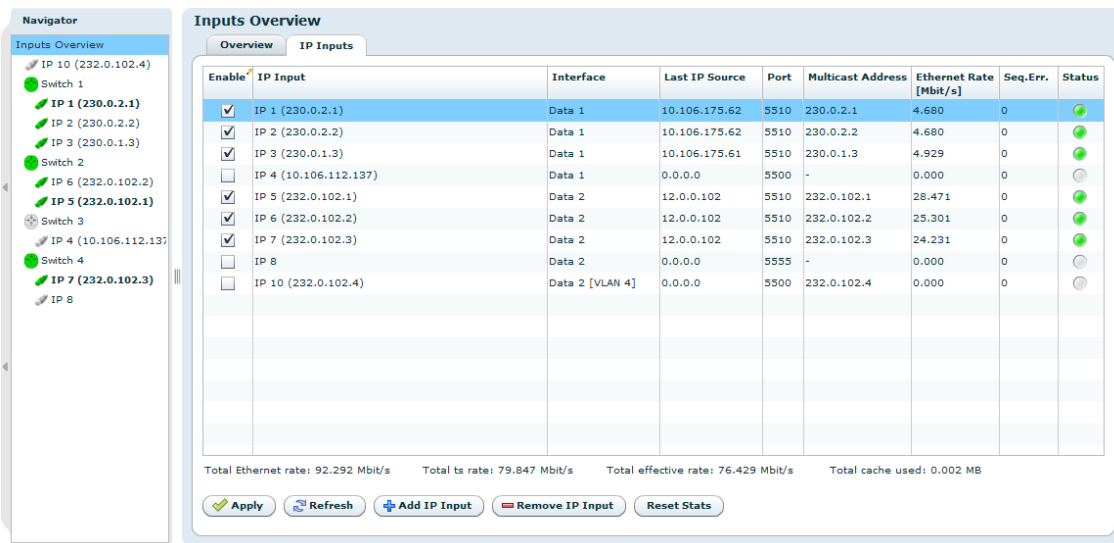 Navigator
Inputs Overview
IP 10 (232.0.102.4)
Switch 1
IP 1 (230.0.2.1)
IP 2 (230.0.2.2)
IP 3 (230.0.1.3)
Switch 2
IP 6 (232.0.102.2)
IP 5 (232.0.102.1)
Switch 3
IP 4 (10.106.112.137
Switch 4
IP 7 (232.0.102.3)
IP 8
Inputs Overview
Overview IP Inputs
Enable IP Input Interface Last IP Source Port Multicast Address Ethernet Rate [Mbit/s] Seq.Err. Status
IP 1 (230.0.2.1) Data 1 10.106.175.62 5510 230.0.2.1 4.680 0
IP 2 (230.0.2.2) Data 1 10.106.175.62 5510 230.0.2.2 4.680 0
IP 3 (230.0.1.3) Data 1 10.106.175.61 5510 230.0.1.3 4.929 0
IP 4 (10.106.112.137) Data 1 0.0.0.0 5500 - 0.000 0
IP 5 (232.0.102.1) Data 2 12.0.0.102 5510 232.0.102.1 28.471 0
IP 6 (232.0.102.2) Data 2 12.0.0.102 5510 232.0.102.2 25.301 0
IP 7 (232.0.102.3) Data 2 12.0.0.102 5510 232.0.102.3 24.231 0
IP 8 Data 2 0.0.0.0 5555 - 0.000 0
IP 10 (232.0.102.4) Data 2 [VLAN 4] 0.0.0.0 5500 232.0.102.4 0.000 0
Total Ethernet rate: 92.292 Mbit/s Total ts rate: 79.847 Mbit/s Total effective rate: 76.429 Mbit/s Total cache used: 0.002 MB
Apply Refresh Add IP Input Remove IP Input Reset Stats